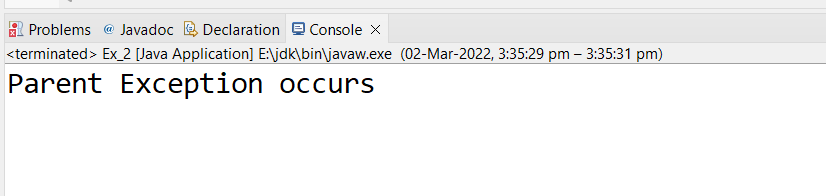 Problems @ Javadoc Declaration Console
<terminated> Ex_2 [Java Application] E:\jdk\bin\javaw.exe (02-Mar-2022, 3:35:29 pm – 3:35:31 pm)
Parent Exception occurs